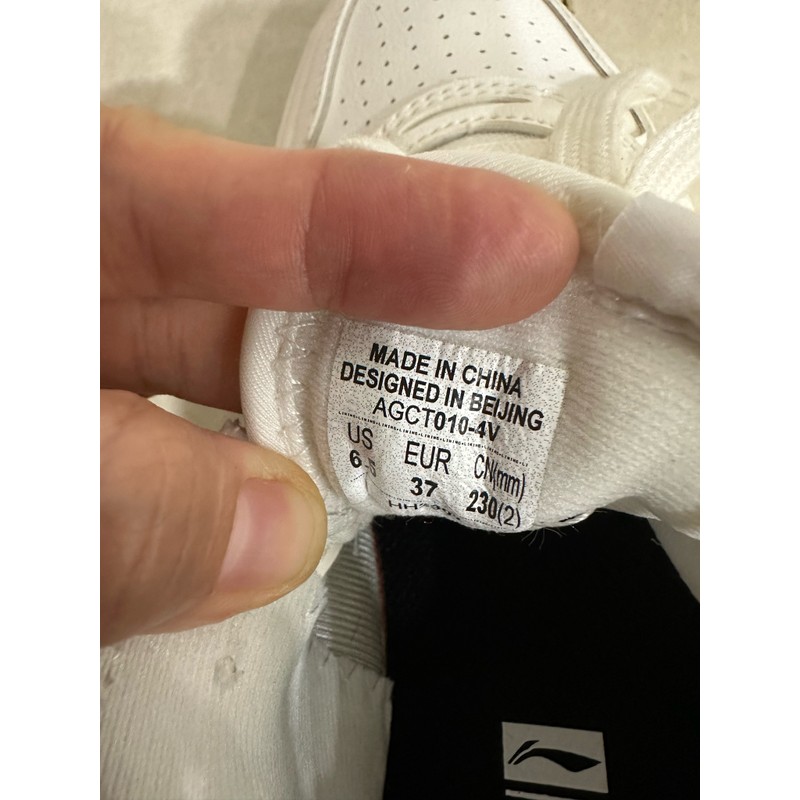 MADE IN CHINA
DESIGNED IN BEIJING
AGCT010-4V
US EUR CN(mm)
37 230(2)